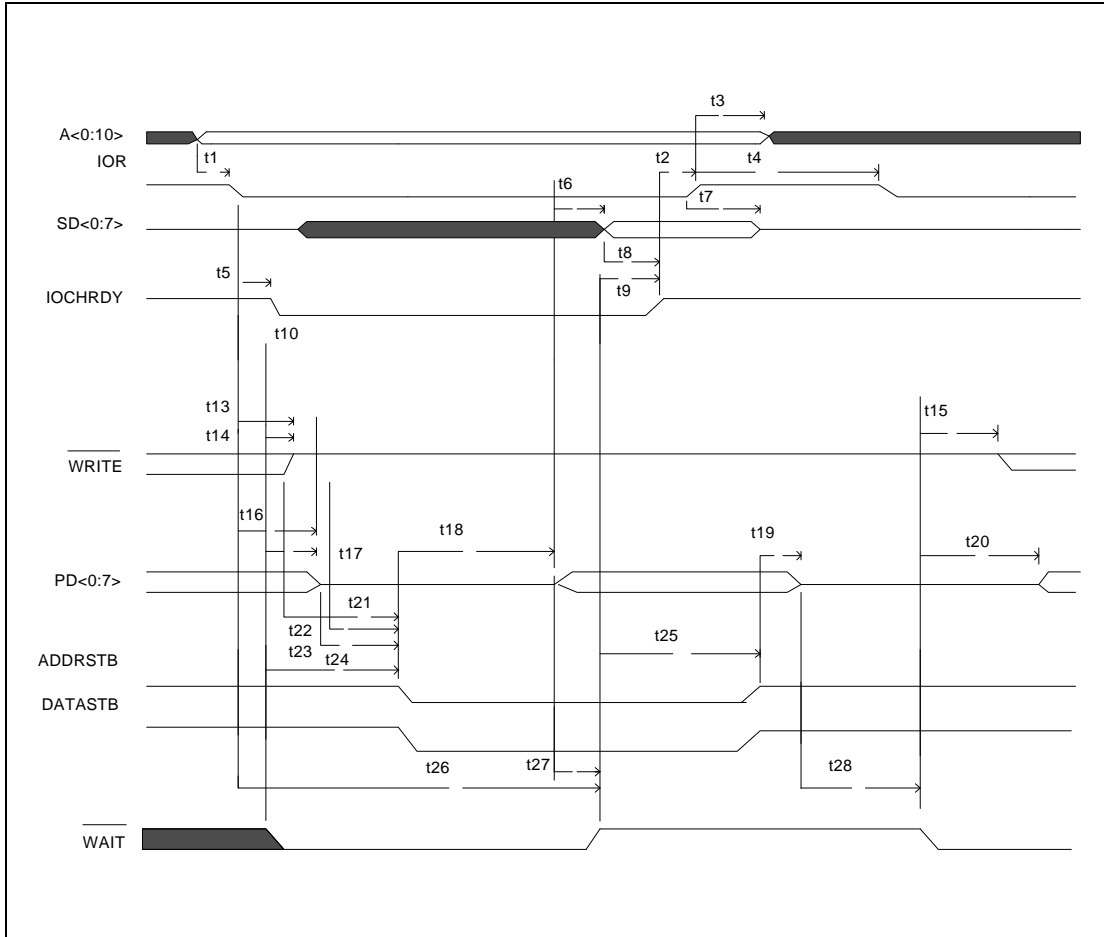 t3
A<0:10>
t1
t2
t4
IOR
t6
t7
SD<0:7>
t8
t5
t9
IOCHRDY
t10
t13
t15
t14
WRITE
t16
t18
t19
t17
t20
PD<0:7>
t21
t22
t25
t23
ADDRSTB
t24
DATASTB
t26
t27
t28
WAIT